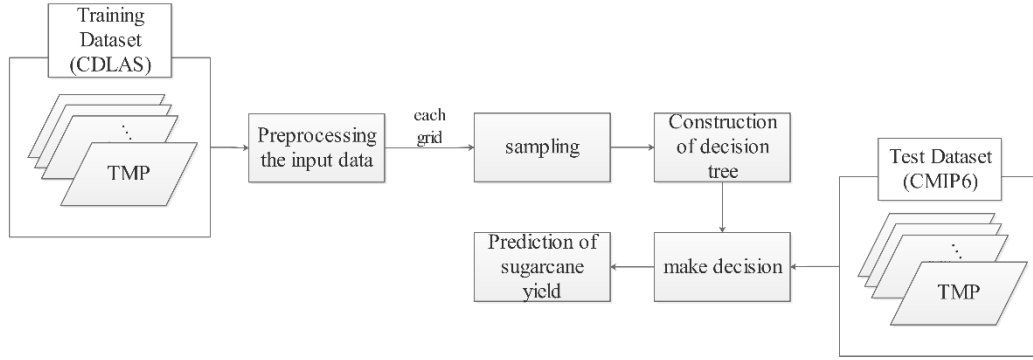 Training
Dataset
(CDLAS)
TMP
Preprocessing
the input data
each
grid
sampling
Construction
of decision
tree
Test Dataset
(CMIP6)
TMP
make decision
Prediction of
sugarcane
yield